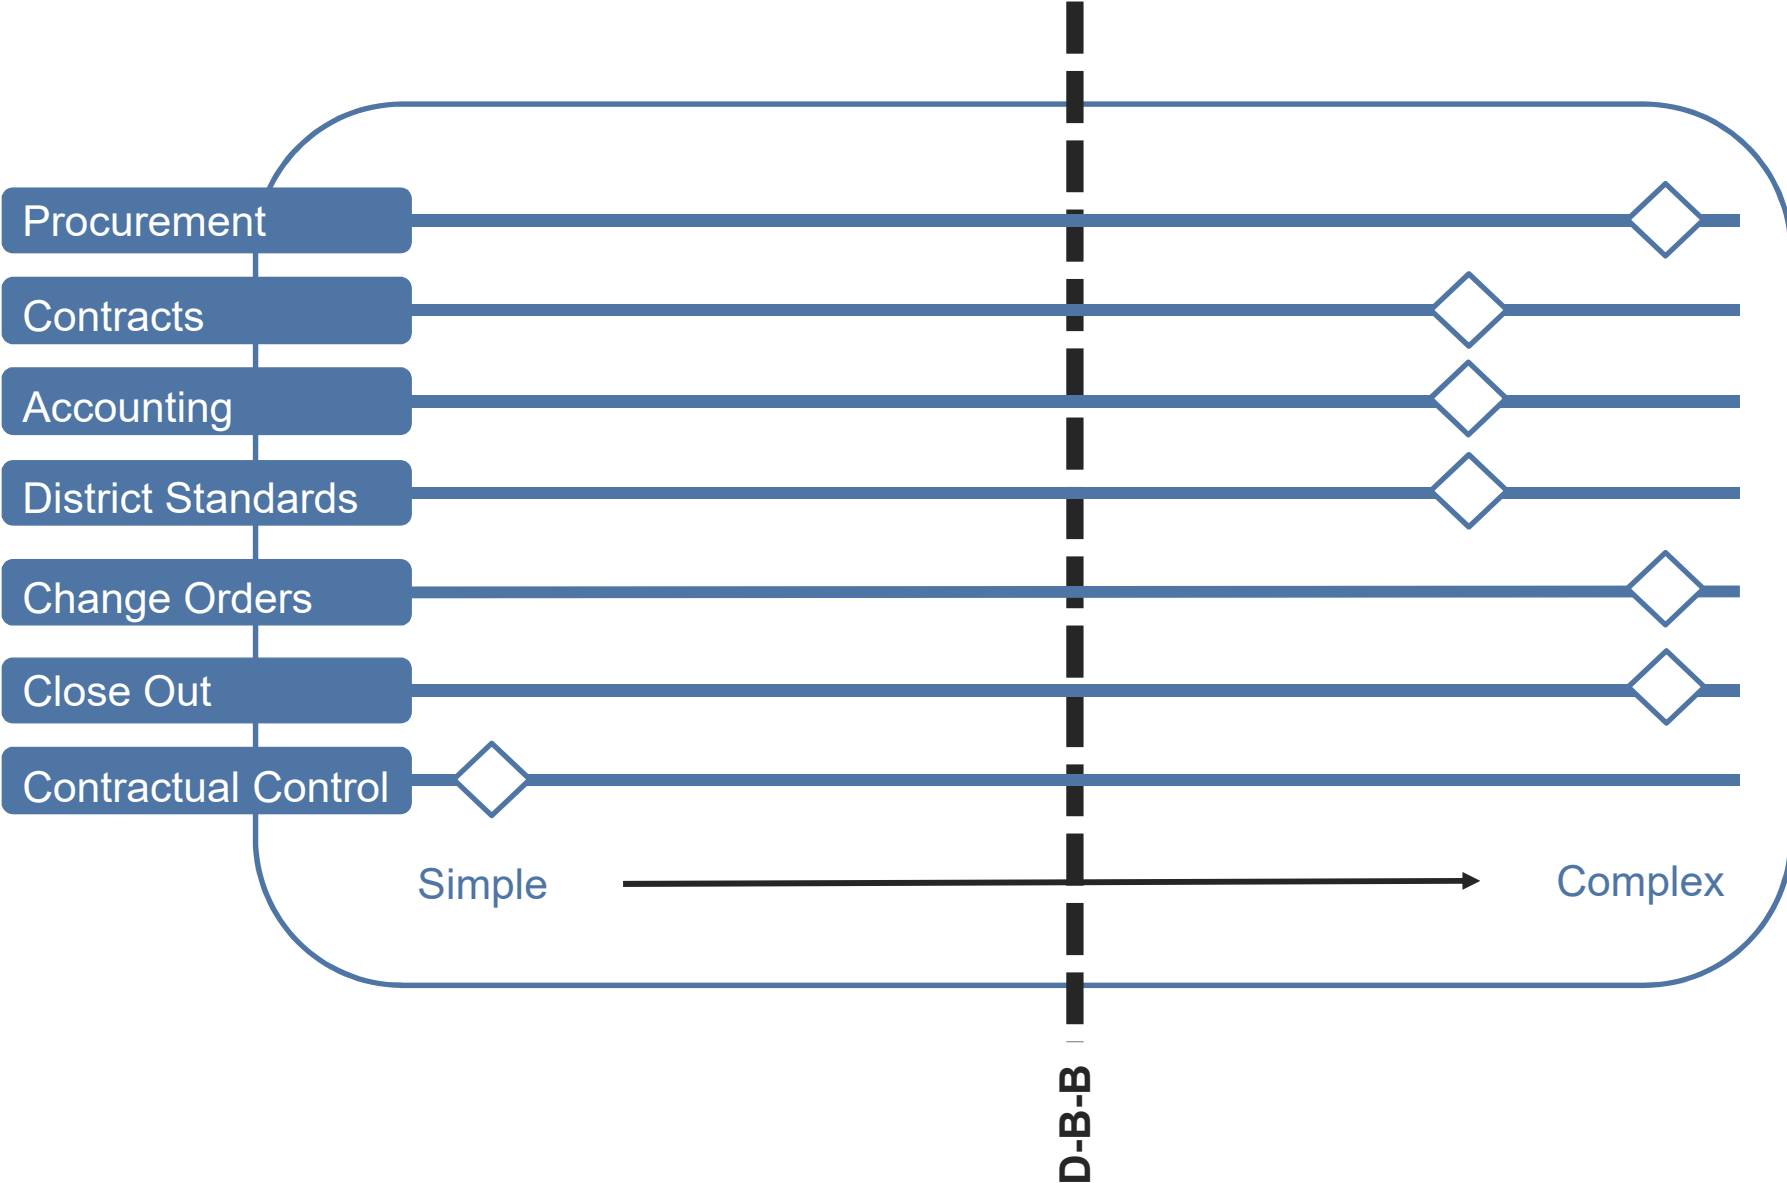 Procurement
Contracts
Accounting
District Standards
Change Orders
Close Out
Contractual Control
Simple
Complex
D-B-B